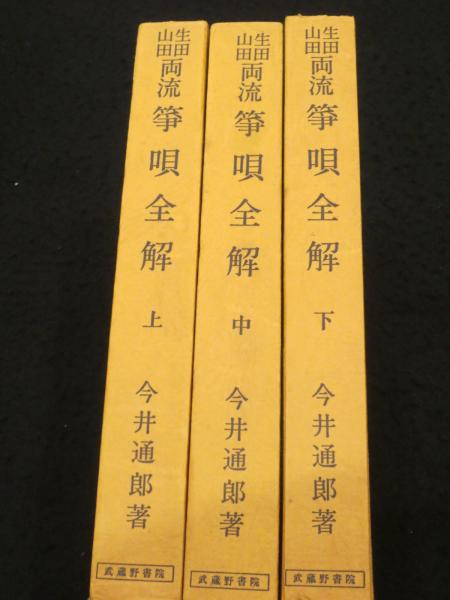 生田
山田
両流
箏唄全解
上
今井通郎著
武蔵野書院
生田
山田
両流
箏唄全解
中
今井通郎著
武蔵野書院
生田
山田
両流
箏唄全解
下
今井通郎著
武蔵野書院